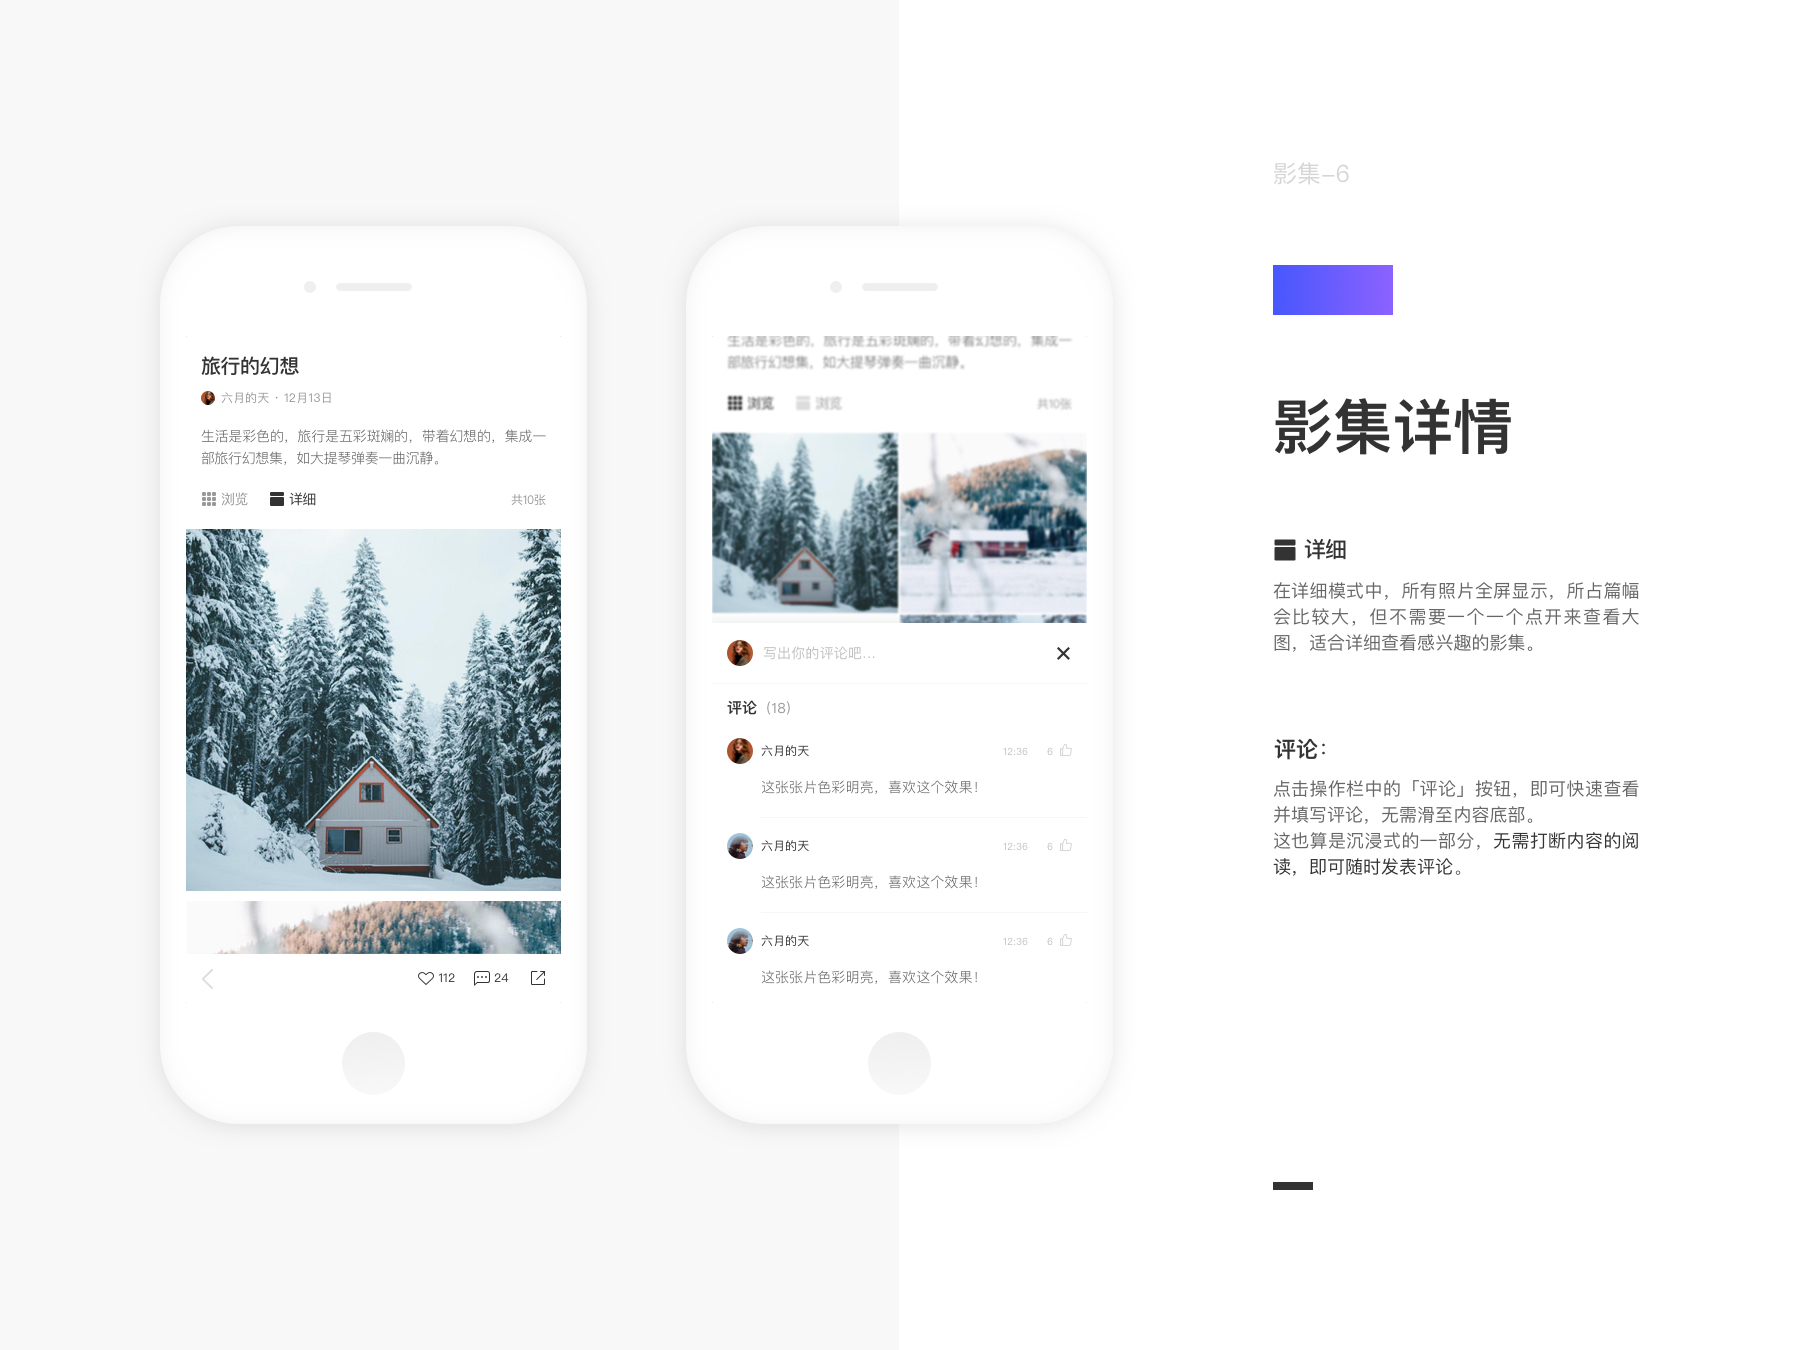 旅行的幻想
六月的天 · 12月13日
生活是彩色的，旅行是五彩斑斓的，带着幻想的，集成一
部旅行幻想集，如大提琴弹奏一曲沉静。
浏览 详细 共10张
112 24
生活是彩色的，旅行是五彩斑斓的，带着幻想的，集成一
部旅行幻想集，如大提琴弹奏一曲沉静。
浏览 浏览 共10张
写出你的评论吧...
评论 (18)
六月的天 12:36 6
这张张片色彩明亮，喜欢这个效果！
六月的天 12:36 6
这张张片色彩明亮，喜欢这个效果！
六月的天 12:36 6
这张张片色彩明亮，喜欢这个效果！
影集–6
影集详情
详细
在详细模式中，所有照片全屏显示，所占篇幅
会比较大，但不需要一个一个点开来查看大
图，适合详细查看感兴趣的影集。
评论：
点击操作栏中的「评论」按钮，即可快速查看
并填写评论，无需滑至内容底部。
这也算是沉浸式的一部分，无需打断内容的阅
读，即可随时发表评论。